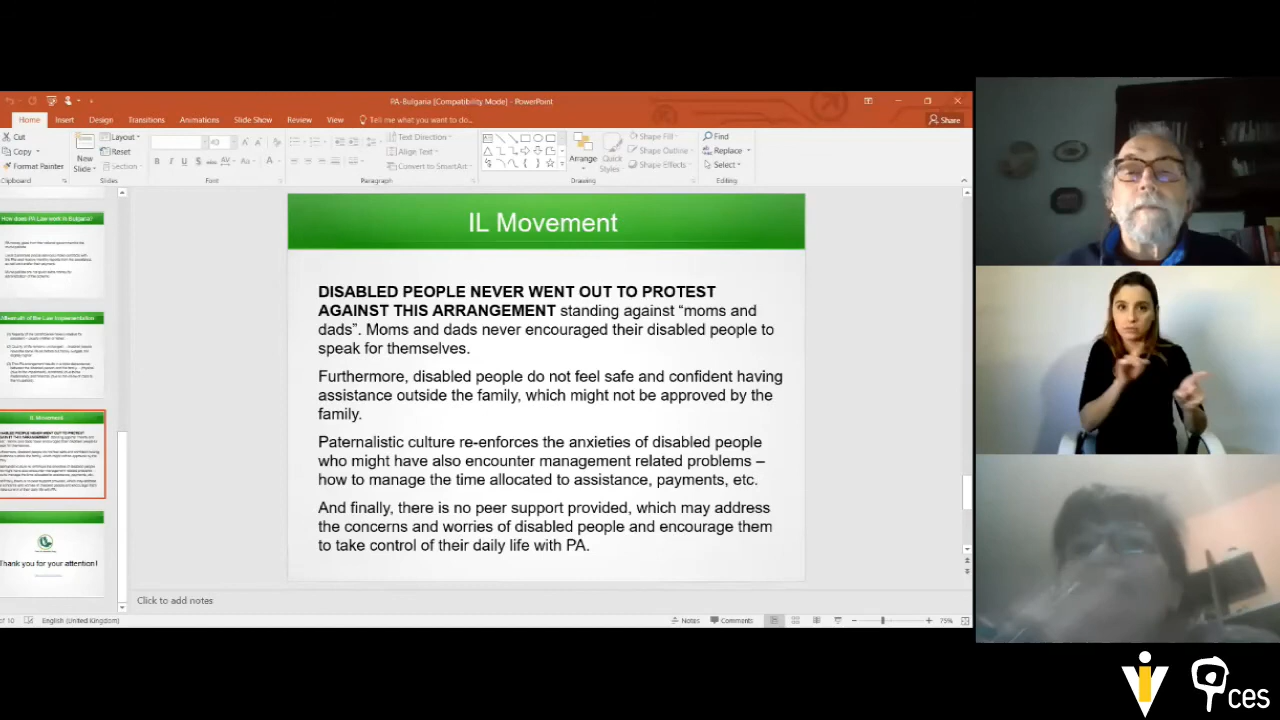 PA-Bulgaria [Compatibility Mode] - PowerPoint
Home Insert Design Transitions Animations Slide Show Review View Tell me what you want to do... Share
Cut
Copy
Format Painter
Clipboard
New
Slide
Layout
Reset
Section
Slides
Font
Text Direction
Align Text
Convert to SmartArt
Paragraph
Arrange
Quick
Styles
Shape Fill
Shape Outline
Shape Effects
Drawing
Find
Replace
Select
Editing
How does PA Law work in Bulgaria?
IL Movement
Thank you for your attention!
IL Movement
DISABLED PEOPLE NEVER WENT OUT TO PROTEST
AGAINST THIS ARRANGEMENT standing against “moms and
dads”. Moms and dads never encouraged their disabled people to
speak for themselves.
Furthermore, disabled people do not feel safe and confident having
assistance outside the family, which might not be approved by the
family.
Paternalistic culture re-enforces the anxieties of disabled people
who might have also encounter management related problems –
how to manage the time allocated to assistance, payments, etc.
And finally, there is no peer support provided, which may address
the concerns and worries of disabled people and encourage them
to take control of their daily life with PA.
Click to add notes
of 10 English (United Kingdom) Notes Comments 75%
ces